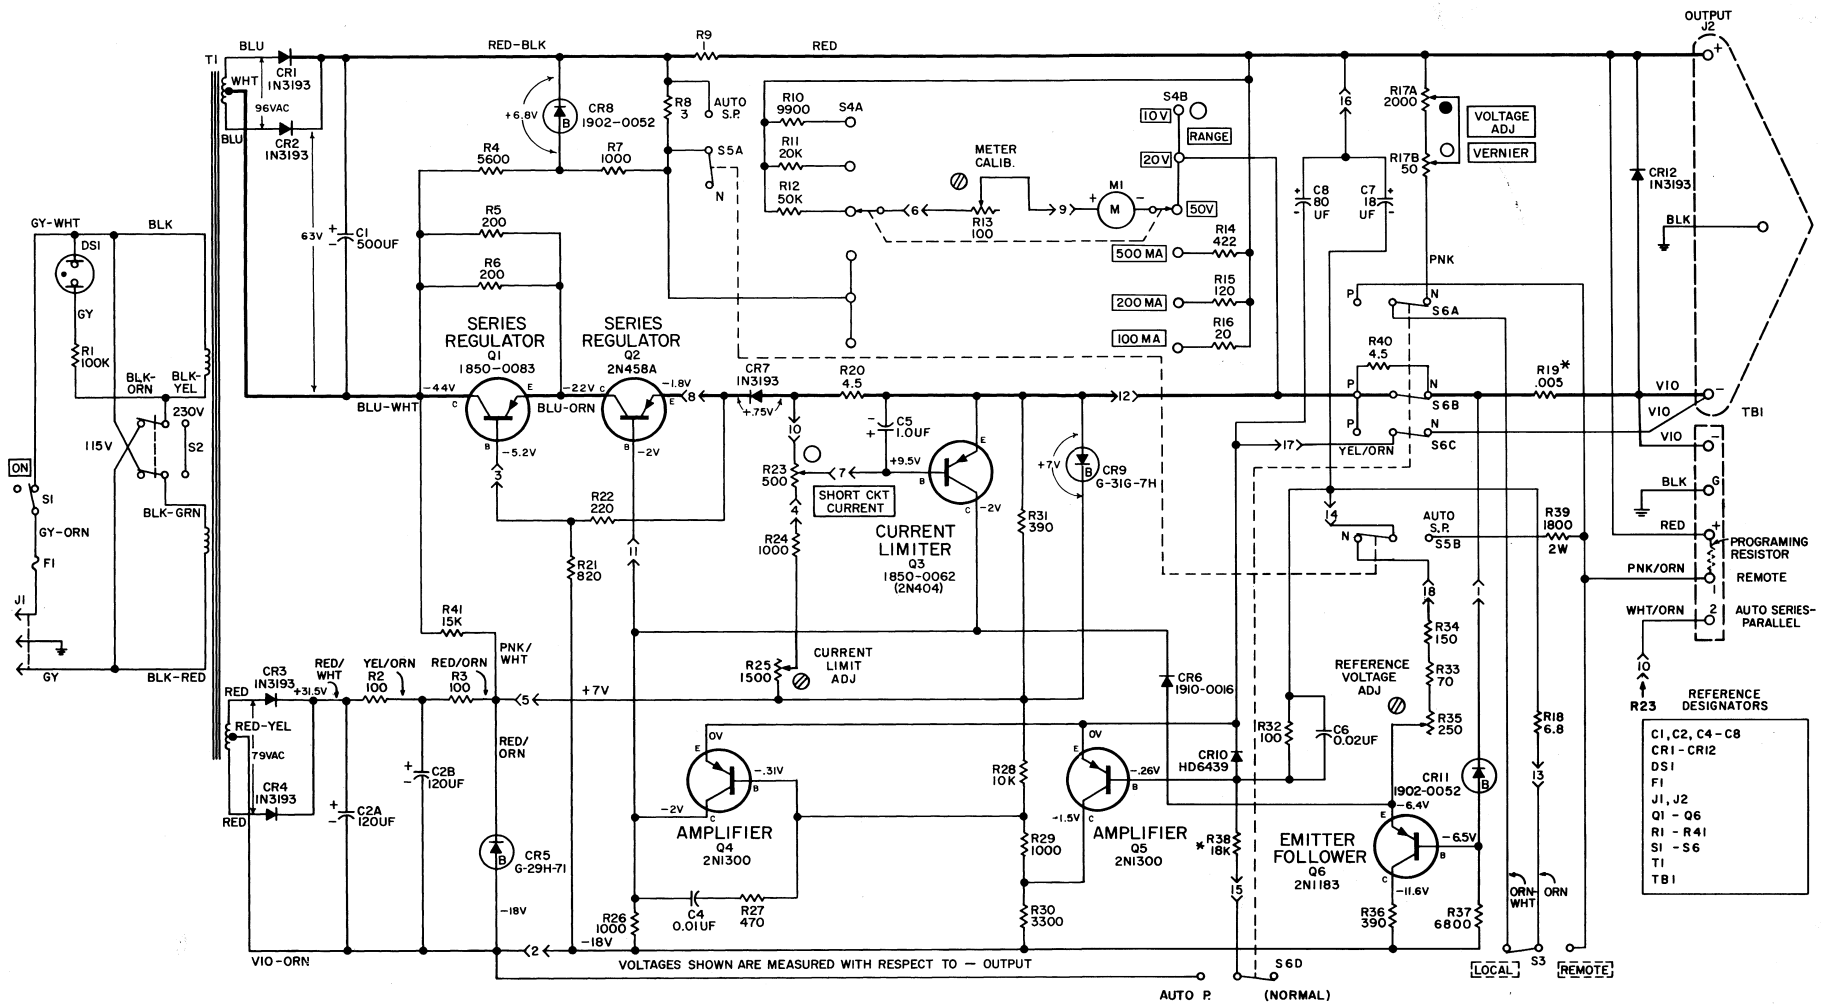 OUTPUT
J2
T1
BLU
RED-BLK
R9
RED
CR1
1N3193
WHT
96VAC
BLU
CR2
1N3193
+6.8V
CR8
1902-0052
B
R8
3
AUTO
S.P.
S5A
N
R10
9900
S4A
R11
20K
R12
50K
S4B
10V
RANGE
20V
50V
METER
CALIB.
R13
100
6
9
M1
+ M −
R14
422
500 MA
R15
120
200 MA
R16
20
100 MA
16
R17A
2000
VOLTAGE
ADJ
R17B
50
VERNIER
C8
80
UF
C7
18
UF
CR12
1N3193
+
BLK
PNK
R4
5600
R7
1000
R5
200
R6
200
63V
C1
500UF
GY-WHT
BLK
DS1
GY
R1
100K
BLK-
ORN
BLK-
YEL
230V
115V
S2
ON
S1
BLK-GRN
GY-ORN
F1
J1
GY
BLK-RED
SERIES
REGULATOR
Q1
1850-0083
SERIES
REGULATOR
Q2
2N458A
-44V
BLU-WHT
C
E
B
-5.2V
3
-22V
BLU-ORN
C
E
B
-1.8V
-2V
8
CR7
1N3193
+.75V
R20
4.5
10
R23
500
7
SHORT CKT
CURRENT
4
R24
1000
C5
1.0UF
+9.5V
B
E
C
-2V
CURRENT
LIMITER
Q3
1850-0062
(2N404)
R31
390
+7V
CR9
G-31G-7H
B
12
P
N
S6A
R40
4.5
P
N
S6B
P
N
S6C
17
YEL/ORN
R19*
.005
VIO
−
VIO
TB1
VIO
−
BLK
G
RED
+
PROGRAMING
RESISTOR
PNK/ORN
1
REMOTE
WHT/ORN
2
AUTO SERIES-
PARALLEL
10
R23
14
N
AUTO
S.P.
S5B
R39
1800
2W
R22
220
R21
820
11
R41
15K
PNK/
WHT
R25
1500
CURRENT
LIMIT
ADJ
CR3
1N3193
RED
+31.5V
RED/
WHT
YEL/ORN
R2
100
RED/ORN
R3
100
5
+7V
RED-YEL
79VAC
RED/
ORN
CR4
1N3193
RED
C2A
120UF
C2B
120UF
CR5
G-29H-71
B
-18V
VIO-ORN
2
-18V
0V
E
-.31V
B
-2V
C
AMPLIFIER
Q4
2N1300
C4
0.01UF
R27
470
R26
1000
R28
10K
R29
1000
R30
3300
0V
E
-.26V
B
-1.5V
C
AMPLIFIER
Q5
2N1300
CR6
1910-0016
CR10
HD6439
R32
100
C6
0.02UF
*R38
18K
15
18
R34
150
REFERENCE
VOLTAGE
ADJ
R33
70
R35
250
1
CR11
1902-0052
B
-6.4V
E
-6.5V
B
C
-11.6V
EMITTER
FOLLOWER
Q6
2N1183
R36
390
R37
6800
R18
6.8
13
ORN-
WHT
ORN
LOCAL
S3
REMOTE
VOLTAGES SHOWN ARE MEASURED WITH RESPECT TO — OUTPUT
AUTO P.
S6D
(NORMAL)
REFERENCE
DESIGNATORS
C1, C2, C4-C8
CR1-CR12
DS1
F1
J1, J2
Q1 - Q6
R1 - R41
S1 - S6
T1
TB1